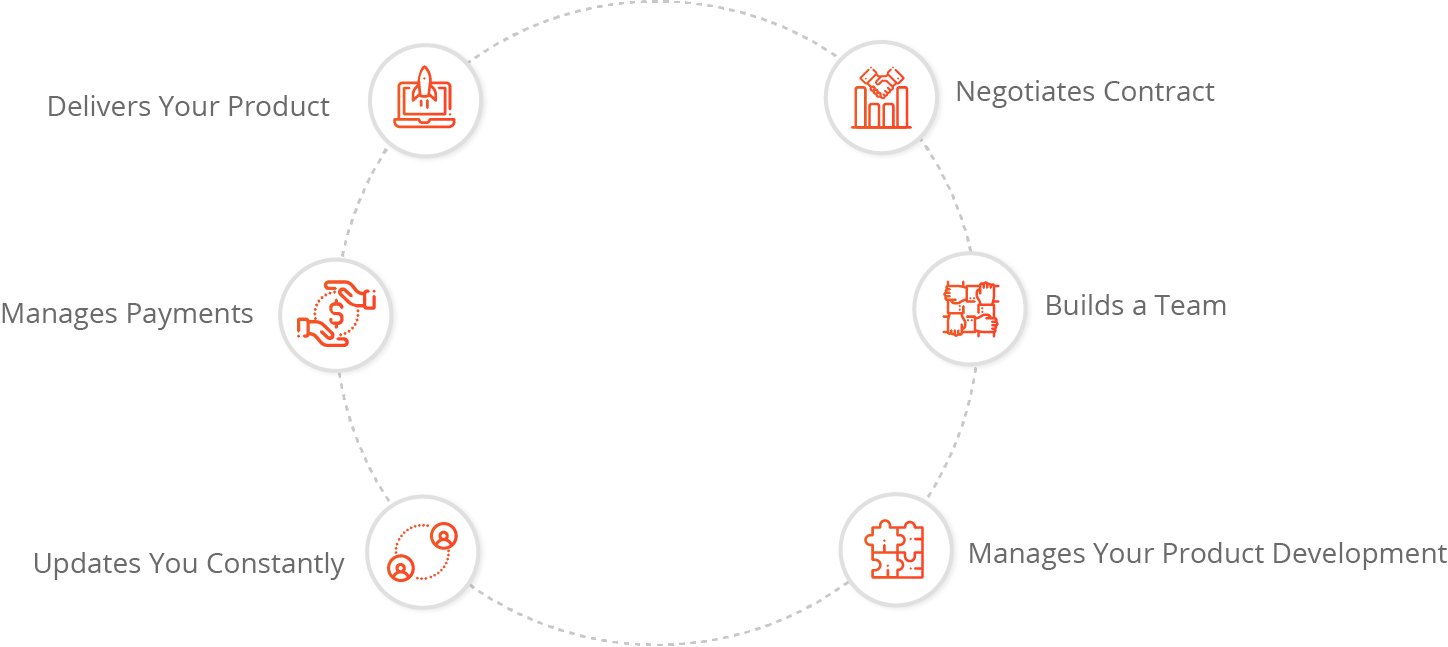 Delivers Your Product
Negotiates Contract
Manages Payments
Builds a Team
Updates You Constantly
Manages Your Product Development